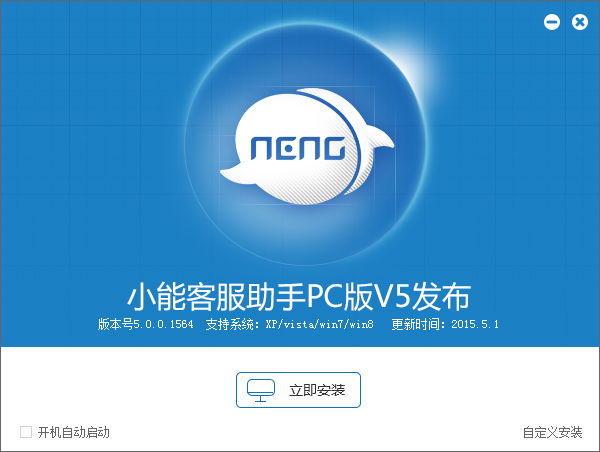 NENG
小能客服助手PC版V5发布
版本号5.0.0.1564 支持系统：XP/vista/win7/win8 更新时间：2015.5.1
立即安装
开机自动启动
自定义安装